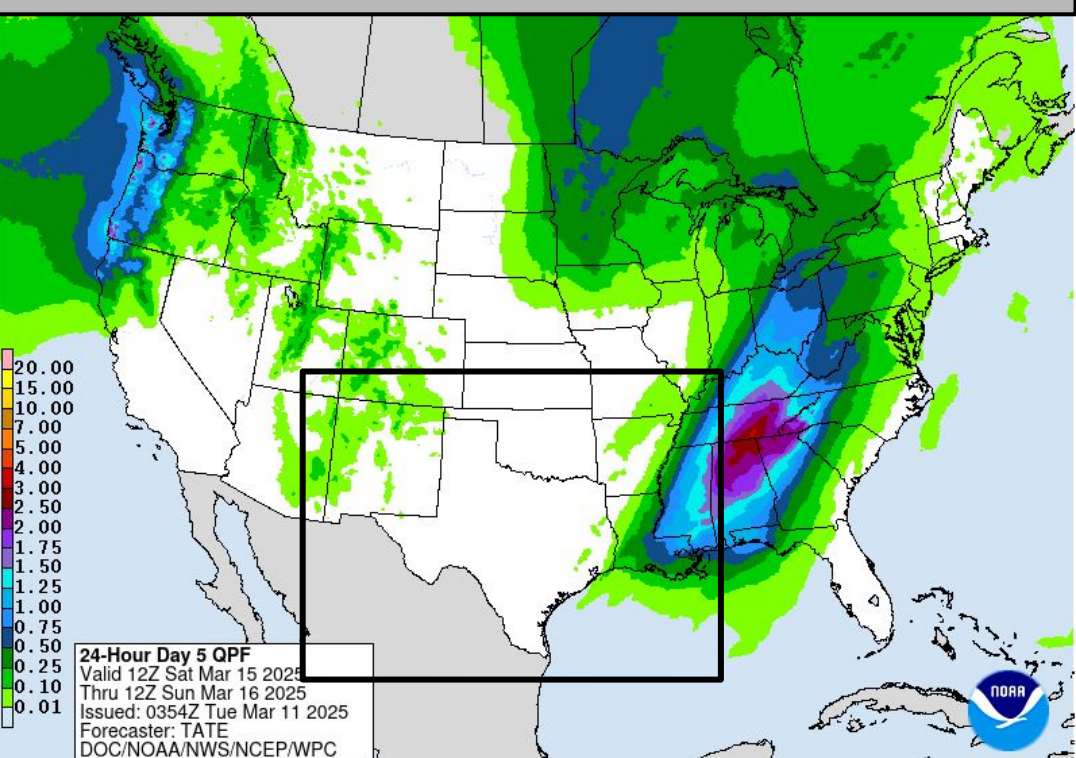 20.00
15.00
10.00
7.00
5.00
4.00
3.00
2.50
2.00
1.75
1.50
1.25
1.00
0.75
0.50
0.25
0.10
0.01
24-Hour Day 5 QPF
Valid 12Z Sat Mar 15 2025
Thru 12Z Sun Mar 16 2025
Issued: 0354Z Tue Mar 11 2025
Forecaster: TATE
DOC/NOAA/NWS/NCEP/WPC
NOAA